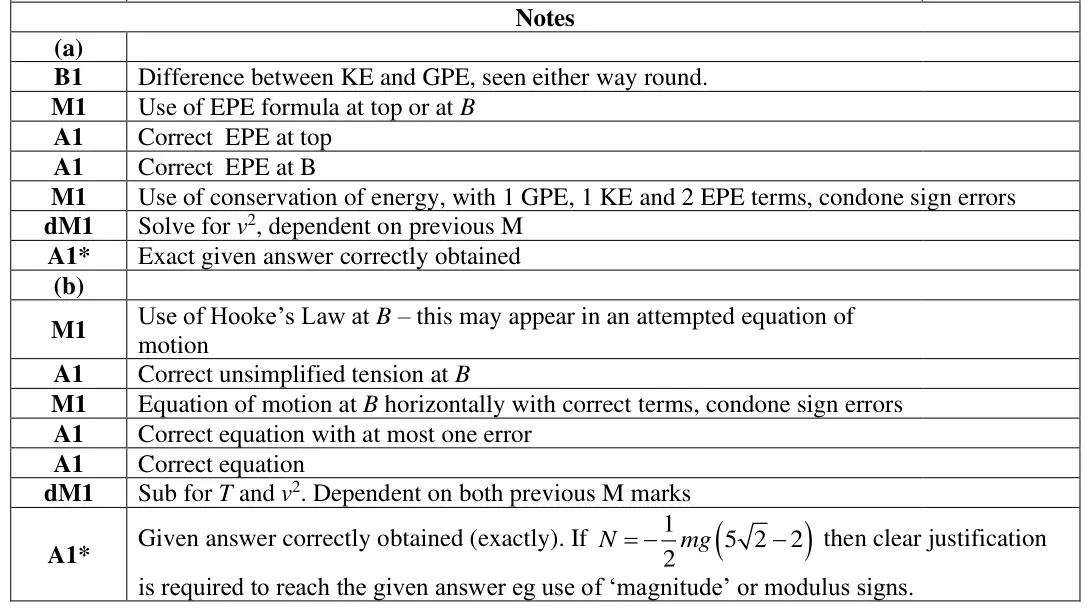 Notes
(a)
B1 Difference between KE and GPE, seen either way round.
M1 Use of EPE formula at top or at B
A1 Correct EPE at top
A1 Correct EPE at B
M1 Use of conservation of energy, with 1 GPE, 1 KE and 2 EPE terms, condone sign errors
dM1 Solve for v², dependent on previous M
A1* Exact given answer correctly obtained
(b)
M1 Use of Hooke’s Law at B – this may appear in an attempted equation of
motion
A1 Correct unsimplified tension at B
M1 Equation of motion at B horizontally with correct terms, condone sign errors
A1 Correct equation with at most one error
A1 Correct equation
dM1 Sub for T and v². Dependent on both previous M marks
A1* Given answer correctly obtained (exactly). If N = −1/2 mg(5√2 − 2) then clear justification
is required to reach the given answer eg use of ‘magnitude’ or modulus signs.